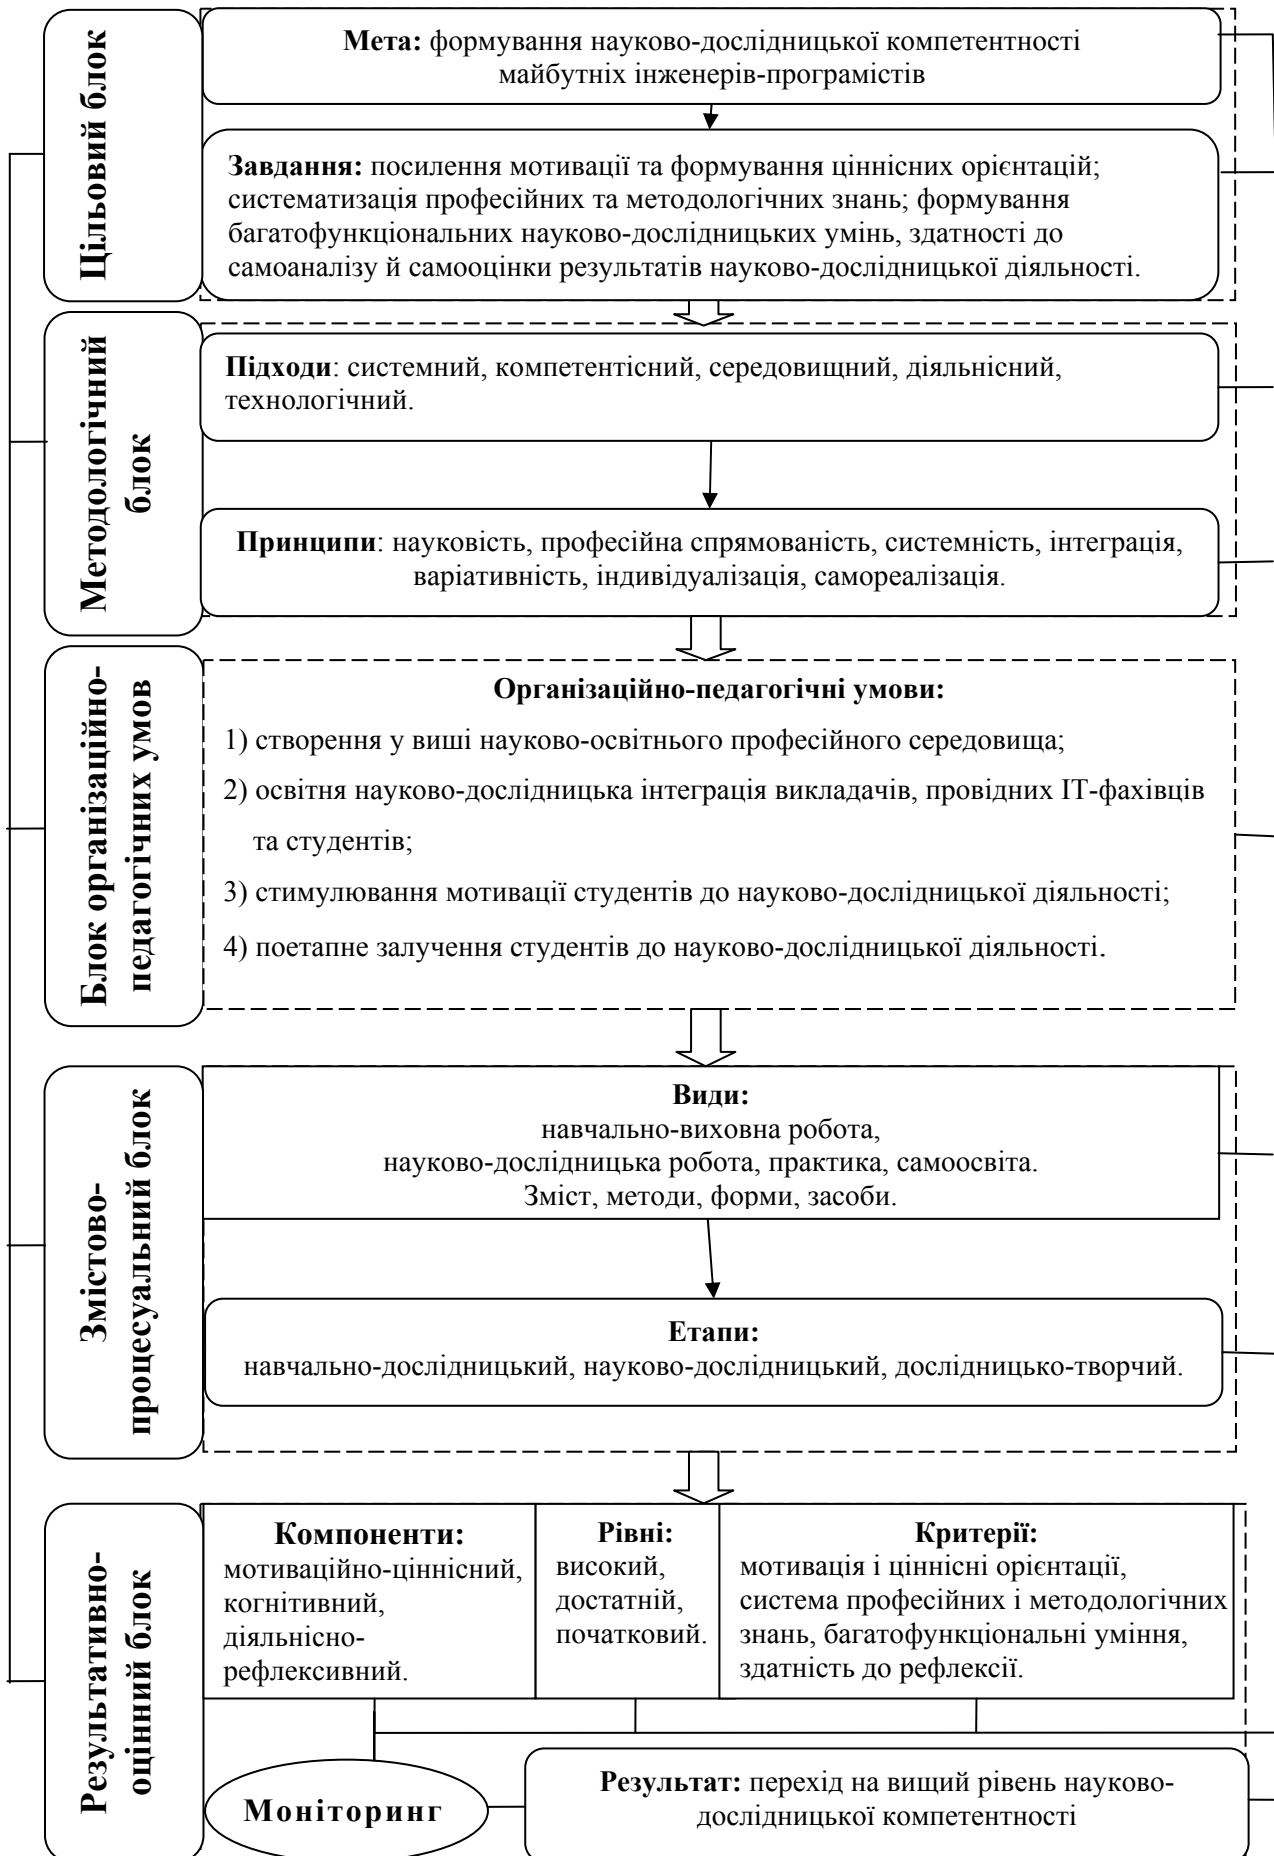 Цільовий блок
Мета: формування науково-дослідницької компетентності
майбутніх інженерів-програмістів
Завдання: посилення мотивації та формування ціннісних орієнтацій;
систематизація професійних та методологічних знань; формування
багатофункціональних науково-дослідницьких умінь, здатності до
самоаналізу й самооцінки результатів науково-дослідницької діяльності.
Методологічний
блок
Підходи: системний, компетентісний, середовищний, діяльнісний,
технологічний.
Принципи: науковість, професійна спрямованість, системність, інтеграція,
варіативність, індивідуалізація, самореалізація.
Блок організаційно-
педагогічних умов
Організаційно-педагогічні умови:
1) створення у виші науково-освітнього професійного середовища;
2) освітня науково-дослідницька інтеграція викладачів, провідних ІТ-фахівців
та студентів;
3) стимулювання мотивації студентів до науково-дослідницької діяльності;
4) поетапне залучення студентів до науково-дослідницької діяльності.
Змістово-
процесуальний блок
Види:
навчально-виховна робота,
науково-дослідницька робота, практика, самоосвіта.
Зміст, методи, форми, засоби.
Етапи:
навчально-дослідницький, науково-дослідницький, дослідницько-творчий.
Результативно-
оцінний блок
Компоненти:
мотиваційно-ціннісний,
когнітивний,
діяльнісно-
рефлексивний.
Рівні:
високий,
достатній,
початковий.
Критерії:
мотивація і ціннісні орієнтації,
система професійних і методологічних
знань, багатофункціональні уміння,
здатність до рефлексії.
Моніторинг
Результат: перехід на вищий рівень науково-
дослідницької компетентності